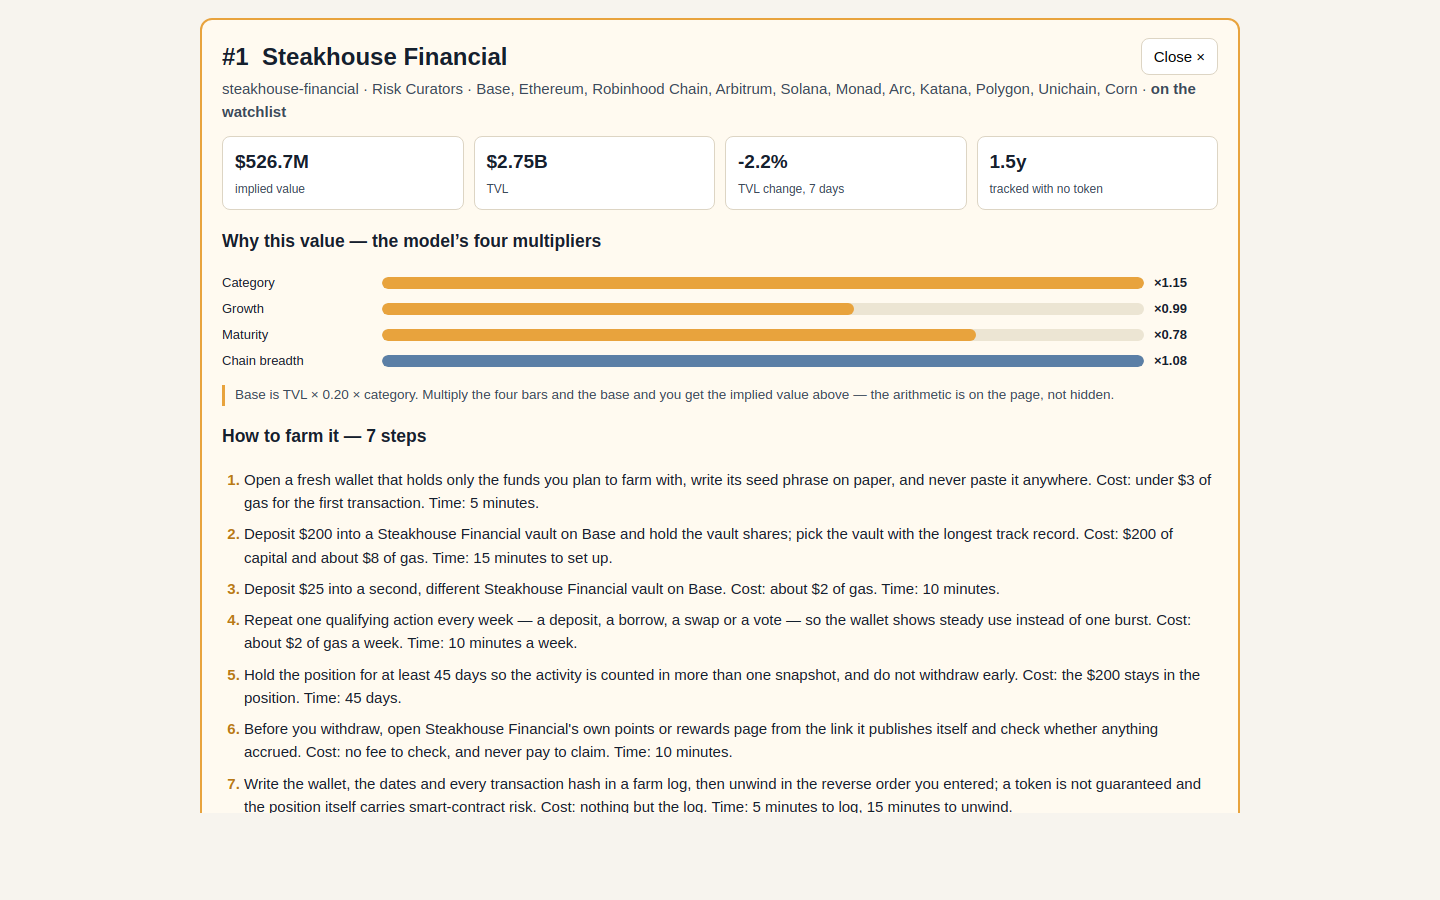 #1 Steakhouse Financial
Close ×
steakhouse-financial · Risk Curators · Base, Ethereum, Robinhood Chain, Arbitrum, Solana, Monad, Arc, Katana, Polygon, Unichain, Corn · on the
watchlist
$526.7M
implied value
$2.75B
TVL
-2.2%
TVL change, 7 days
1.5y
tracked with no token
Why this value — the model’s four multipliers
Category ×1.15
Growth ×0.99
Maturity ×0.78
Chain breadth ×1.08
Base is TVL × 0.20 × category. Multiply the four bars and the base and you get the implied value above — the arithmetic is on the page, not hidden.
How to farm it — 7 steps
1. Open a fresh wallet that holds only the funds you plan to farm with, write its seed phrase on paper, and never paste it anywhere. Cost: under $3 of
gas for the first transaction. Time: 5 minutes.
2. Deposit $200 into a Steakhouse Financial vault on Base and hold the vault shares; pick the vault with the longest track record. Cost: $200 of
capital and about $8 of gas. Time: 15 minutes to set up.
3. Deposit $25 into a second, different Steakhouse Financial vault on Base. Cost: about $2 of gas. Time: 10 minutes.
4. Repeat one qualifying action every week — a deposit, a borrow, a swap or a vote — so the wallet shows steady use instead of one burst. Cost:
about $2 of gas a week. Time: 10 minutes a week.
5. Hold the position for at least 45 days so the activity is counted in more than one snapshot, and do not withdraw early. Cost: the $200 stays in the
position. Time: 45 days.
6. Before you withdraw, open Steakhouse Financial's own points or rewards page from the link it publishes itself and check whether anything
accrued. Cost: no fee to check, and never pay to claim. Time: 10 minutes.
7. Write the wallet, the dates and every transaction hash in a farm log, then unwind in the reverse order you entered; a token is not guaranteed and
the position itself carries smart-contract risk. Cost: nothing but the log. Time: 5 minutes to log, 15 minutes to unwind.